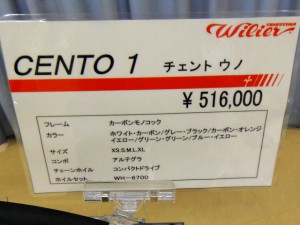 Wilier
TRIESTINA
CENTO 1 チェント ウノ
¥ 516,000
フレーム カーボンモノコック
カラー ホワイト・カーボン/グレー・ブラック/カーボン・オレンジ
イエロー/グリーン・グリーン/ブルー・イエロー
サイズ XS,S,M,L,XL
コンポ アルテグラ
チェーンホイル コンパクトドライブ
ホイルセット WH-6700